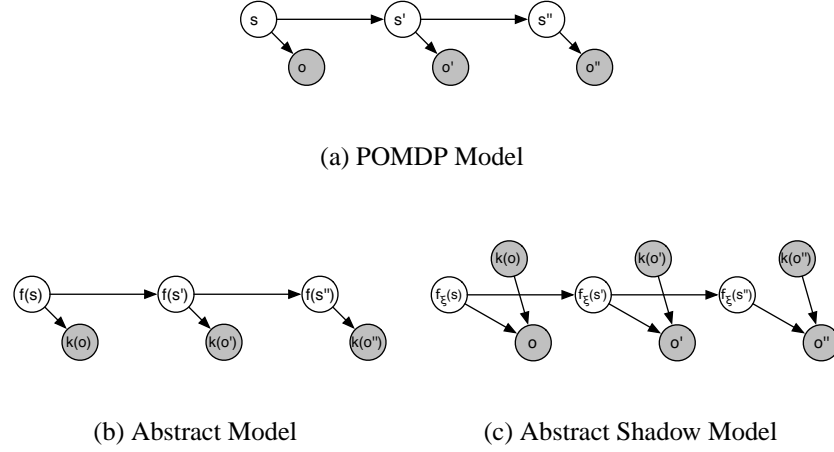 s s' s"
o o' o"
(a) POMDP Model
k(o) k(o') k(o")
f(s) f(s') f(s") fξ(s) fξ(s') fξ(s")
k(o) k(o') k(o") o o' o"
(b) Abstract Model (c) Abstract Shadow Model